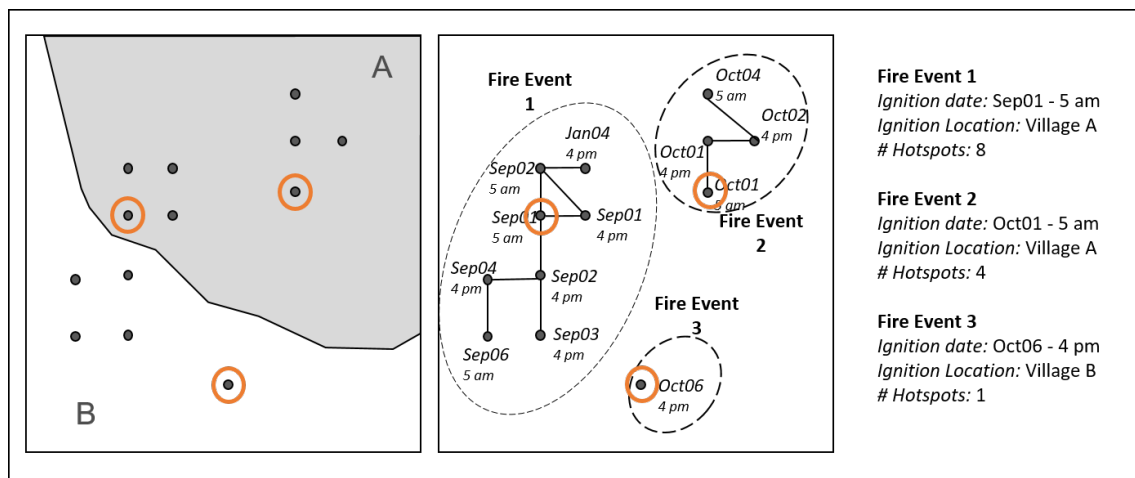 A
B
Fire Event
1
Jan04
4 pm
Sep02
5 am
Sep01
5 am
Sep01
4 pm
Sep04
4 pm
Sep02
4 pm
Sep03
4 pm
Sep06
5 am
Oct04
5 am
Oct02
4 pm
Oct01
4 pm
Oct01
5 am
Fire Event
2
Fire Event
3
Oct06
4 pm
Fire Event 1
Ignition date: Sep01 - 5 am
Ignition Location: Village A
# Hotspots: 8
Fire Event 2
Ignition date: Oct01 - 5 am
Ignition Location: Village A
# Hotspots: 4
Fire Event 3
Ignition date: Oct06 - 4 pm
Ignition Location: Village B
# Hotspots: 1